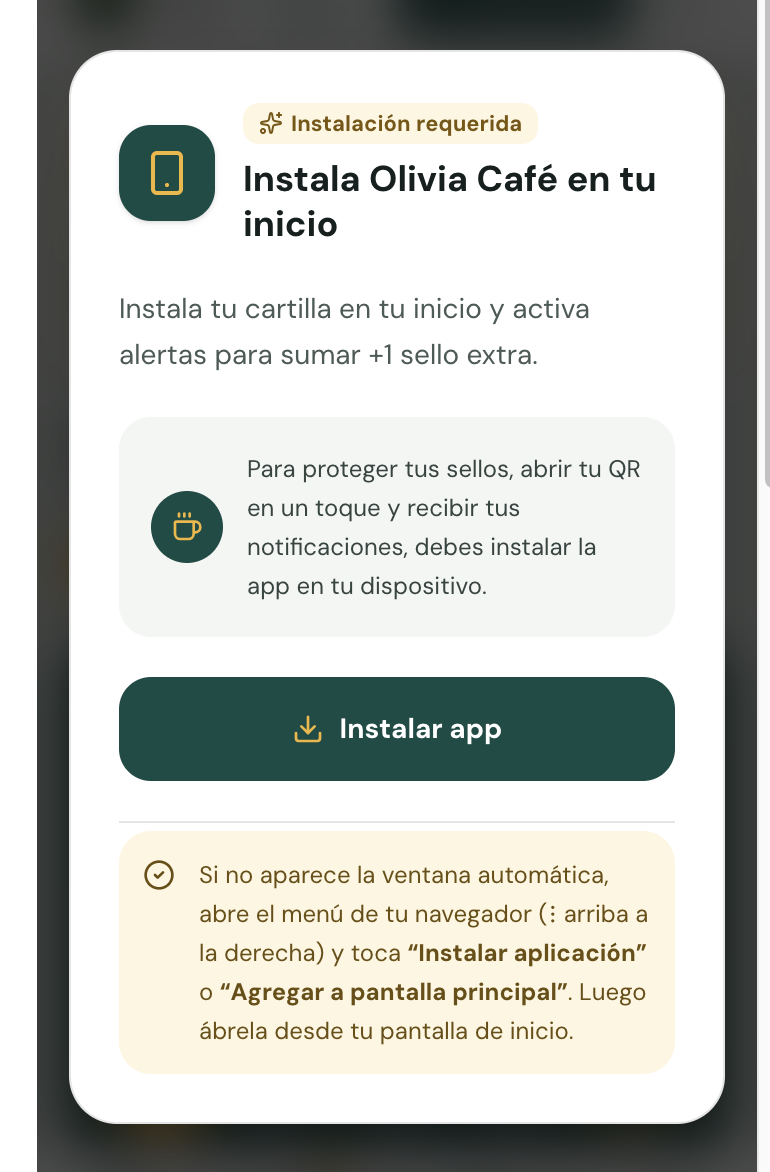 Instalación requerida
Instala Olivia Café en tu
inicio
Instala tu cartilla en tu inicio y activa
alertas para sumar +1 sello extra.
Para proteger tus sellos, abrir tu QR
en un toque y recibir tus
notificaciones, debes instalar la
app en tu dispositivo.
Instalar app
Si no aparece la ventana automática,
abre el menú de tu navegador (⋮ arriba a
la derecha) y toca “Instalar aplicación”
o “Agregar a pantalla principal”. Luego
ábrela desde tu pantalla de inicio.